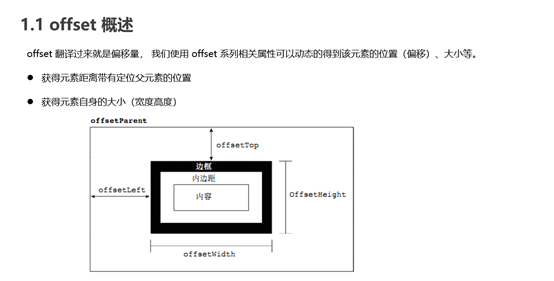 1.1 offset 概述
offset 翻译过来就是偏移量， 我们使用 offset 系列相关属性可以动态的得到该元素的位置（偏移）、大小等。
获得元素距离带有定位父元素的位置
获得元素自身的大小（宽度高度）
offsetParent
offsetTop
边框
内边距
offsetLeft
内容
OffsetHeight
offsetWidth